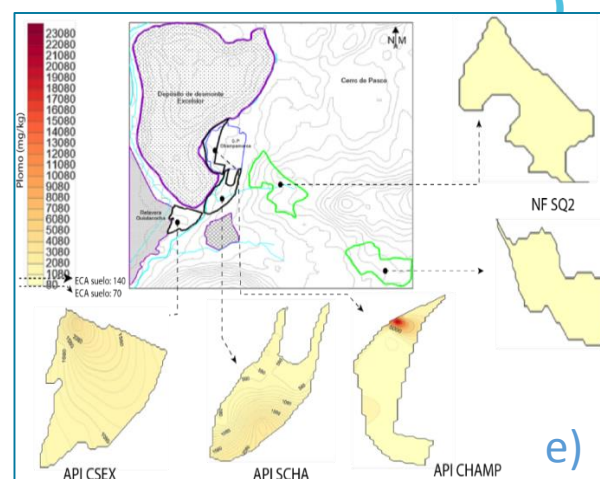 23080
22080
21080
20080
19080
18080
17080
16080
15080
14080
13080
12080
11080
10080
9080
8080
7080
6080
5080
4080
3080
2080
1080
80
Plomo (mg/kg)
ECA suelo: 140
ECA suelo: 70
N M
Depósito de desmonte
Excelsior
Cerro de Pasco
NF SQ2
API CSEX
API SCHA
API CHAMP
e)